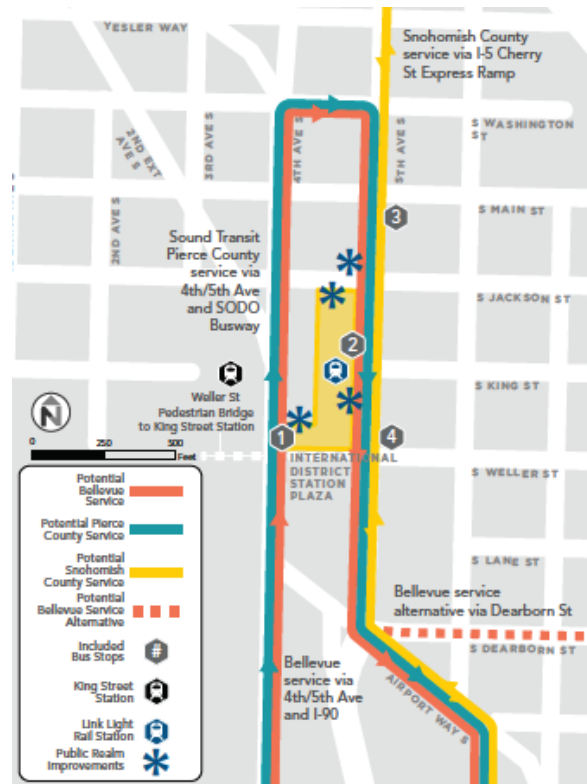 YESLER WAY
Snohomish County
service via I-5 Cherry
St Express Ramp
2ND EXT
AVE S
3RD AVE S
4TH AVE S
5TH AVE S
S WASHINGTON
ST
2ND AVE S
3
S MAIN ST
Sound Transit
Pierce County
service via
4th/5th Ave
and SODO
Busway
S JACKSON ST
2
S KING ST
Weller St
Pedestrian Bridge
to King Street Station
N
1
4
0 250 500
Feet
INTERNATIONAL
DISTRICT
STATION
PLAZA
S WELLER ST
Potential
Bellevue
Service
Potential Pierce
County Service
Potential
Snohomish
County Service
Potential
Bellevue Service
Alternative
Included
Bus Stops
#
King Street
Station
Link Light
Rail Station
Public Realm
Improvements
S LANE ST
Bellevue service
alternative via Dearborn St
S DEARBORN ST
Bellevue
service via
4th/5th Ave
and I-90
AIRPORT WAY S